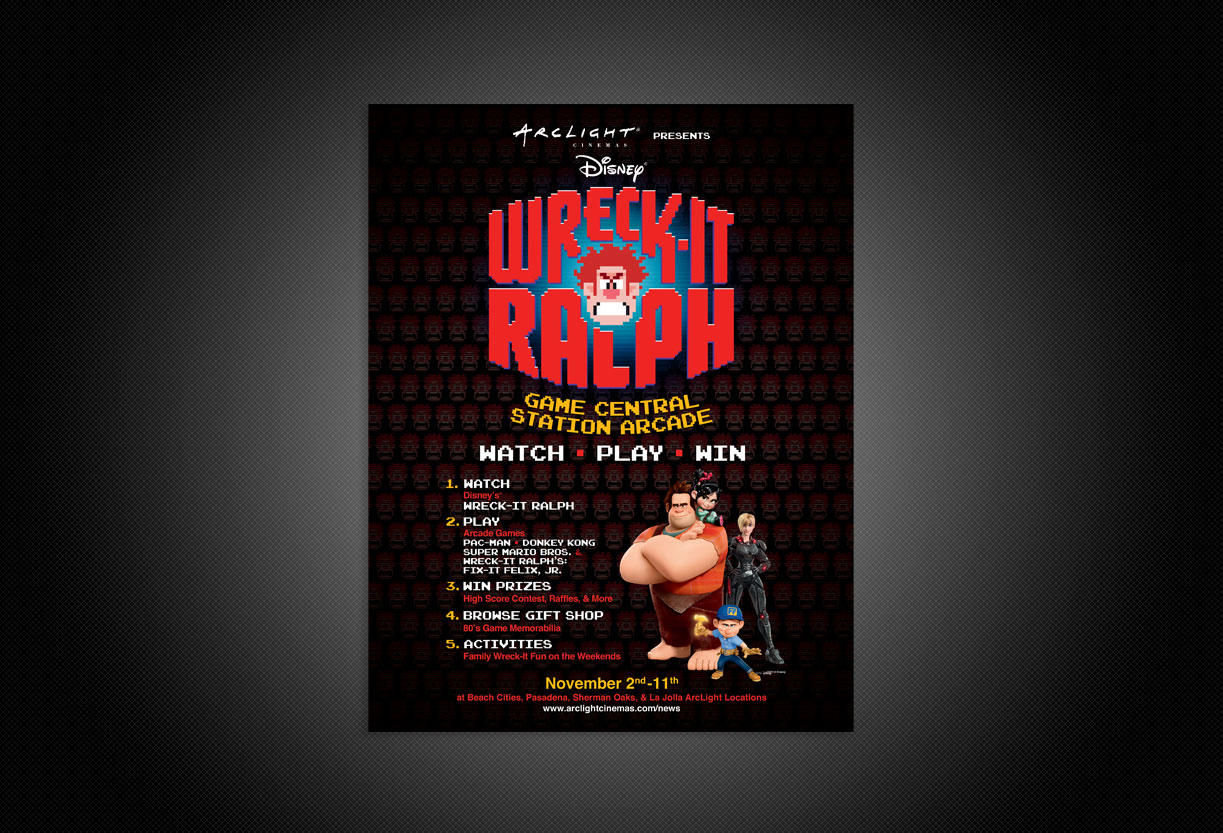 ARCLIGHT® PRESENTS
CINEMAS
Disney®
WRECK-IT
RALPH
GAME CENTRAL
STATION ARCADE
WATCH ▪ PLAY ▪ WIN
1. WATCH
Disney's®
WRECK-IT RALPH
2. PLAY
Arcade Games
PAC-MAN · DONKEY KONG
SUPER MARIO BROS. &
WRECK-IT RALPH'S:
FIX-IT FELIX, JR.
3. WIN PRIZES
High Score Contest, Raffles, & More
4. BROWSE GIFT SHOP
80's Game Memorabilia
5. ACTIVITIES
Family Wreck-It Fun on the Weekends
November 2nd-11th
at Beach Cities, Pasadena, Sherman Oaks, & La Jolla ArcLight Locations
www.arclightcinemas.com/news